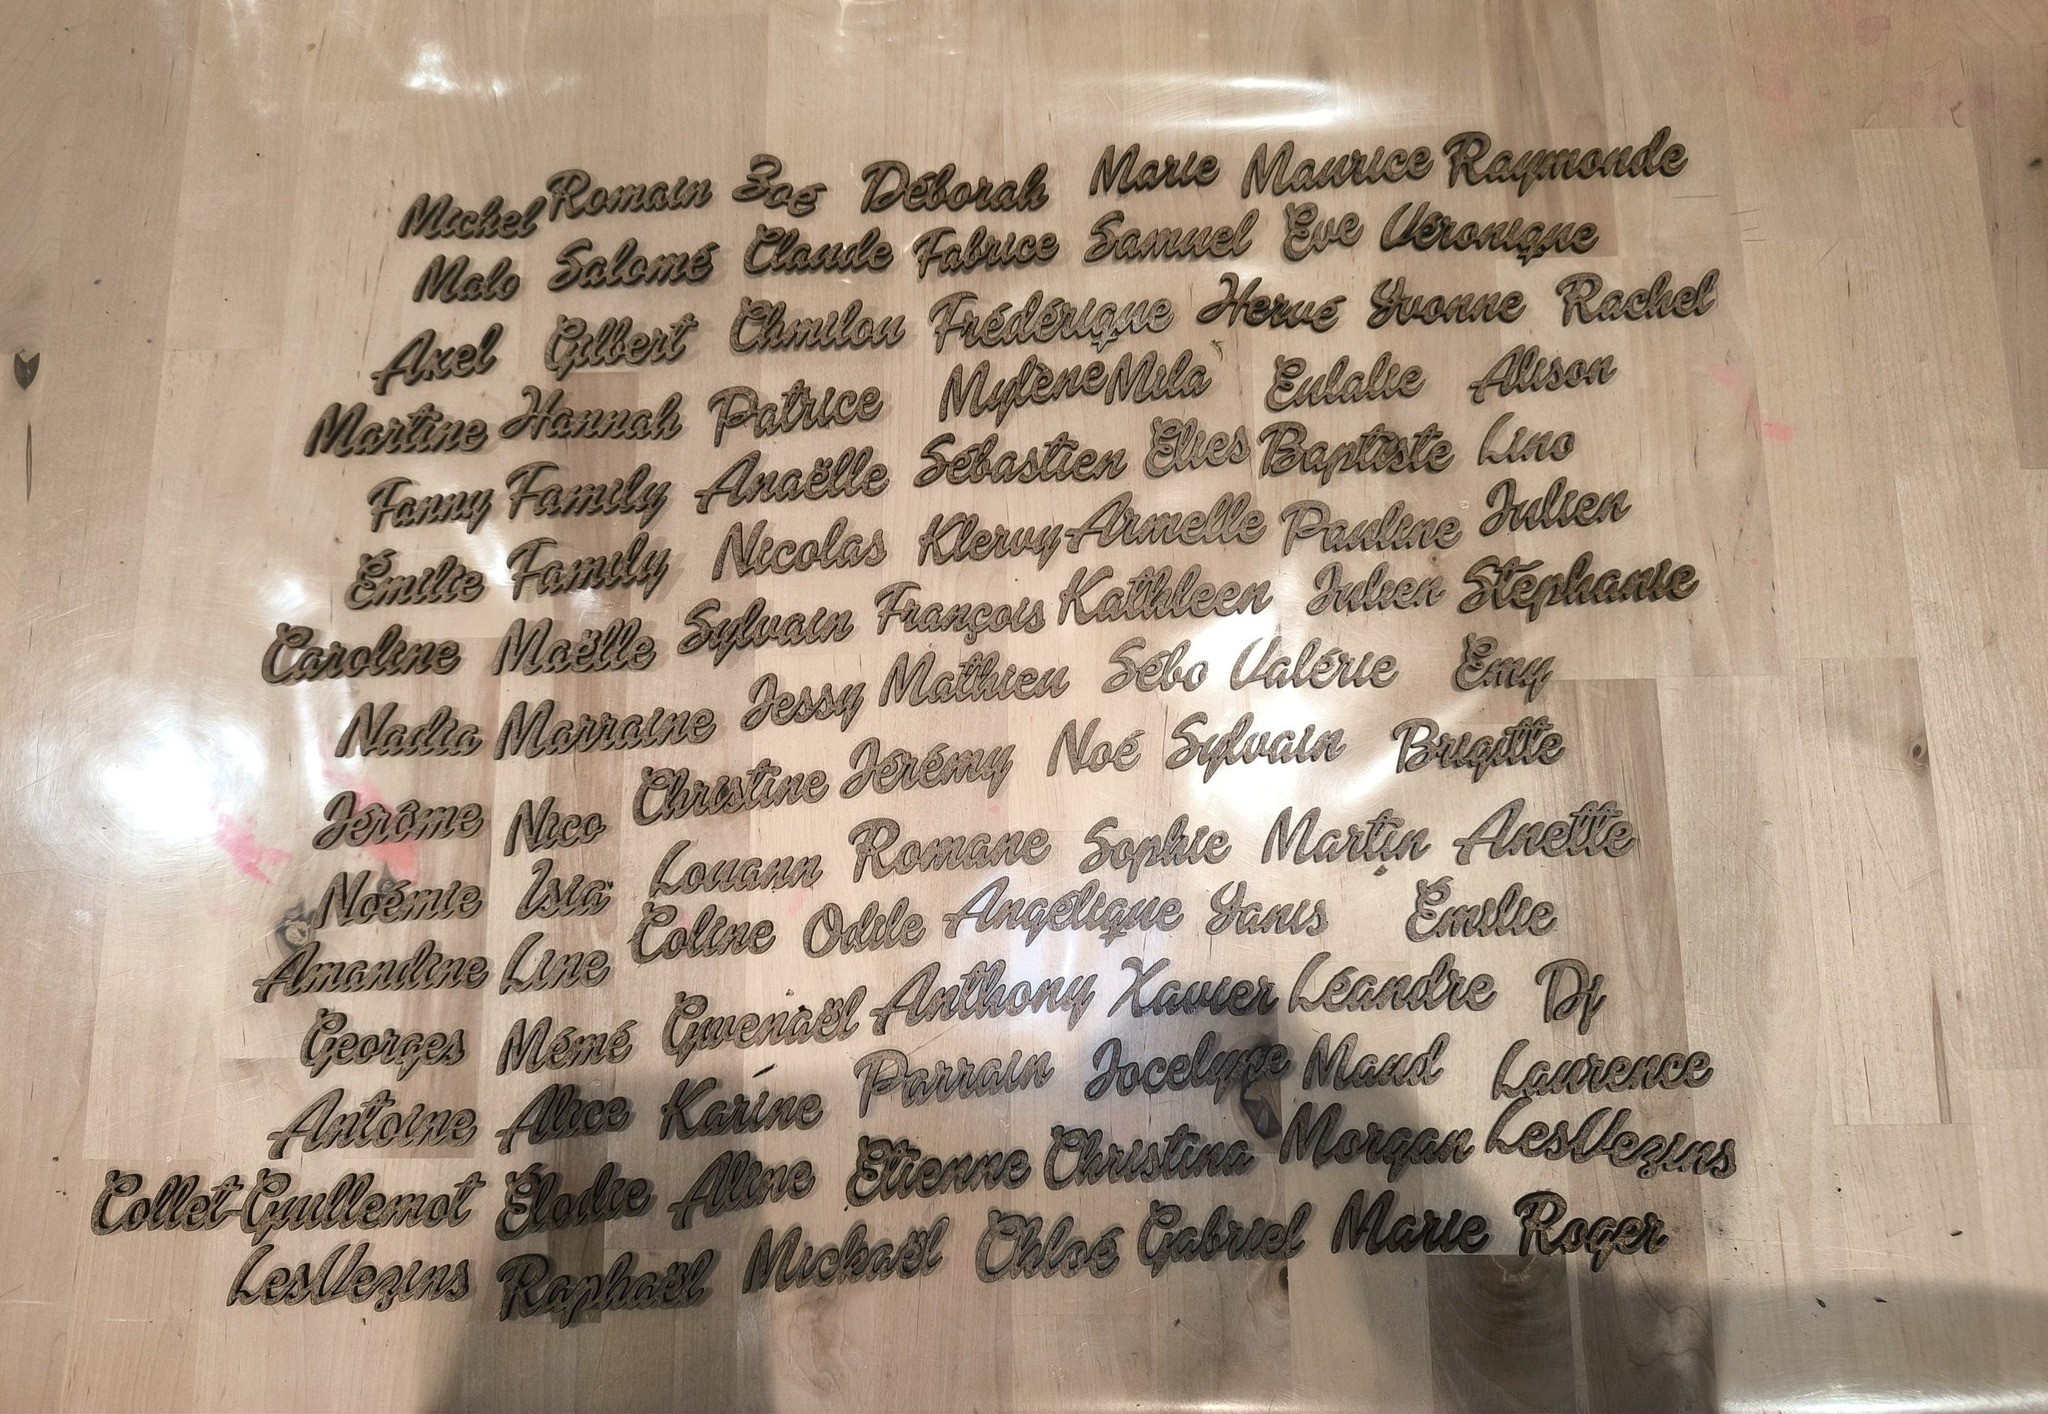 Michel Romain Zoé Déborah Marie Maurice Raymonde
Malo Salomé Claude Fabrice Samuel Eve Véronique
Axel Gilbert Chmilou Frédérique Hervé Yvonne Rachel
Martine Hannah Patrice Mylène Mila Eulalie Alison
Fanny Family Anaëlle Sébastien Elies Baptiste Lino
Émilie Family Nicolas Klervy Armelle Pauline Julien
Caroline Maëlle Sylvain François Kathleen Julien Stephanie
Nadia Marraine Jessy Mathieu Sébo Valérie Emy
Jérôme Nico Christine Jérémy Noé Sylvain Brigitte
Noémie Isia Louann Romane Sophie Martin Anette
Amandine Line Coline Odile Angélique Yanis Émilie
Georges Mémé Gwenaël Anthony Xavier Léandre Dj
Antoine Alice Karine Parrain Jocelyne Maud Laurence
Collet-Guillemot Élodie Aline Etienne Christina Morgan LesVezins
LesVezins Raphaël Mickaël Chloé Gabriel Marie Roger